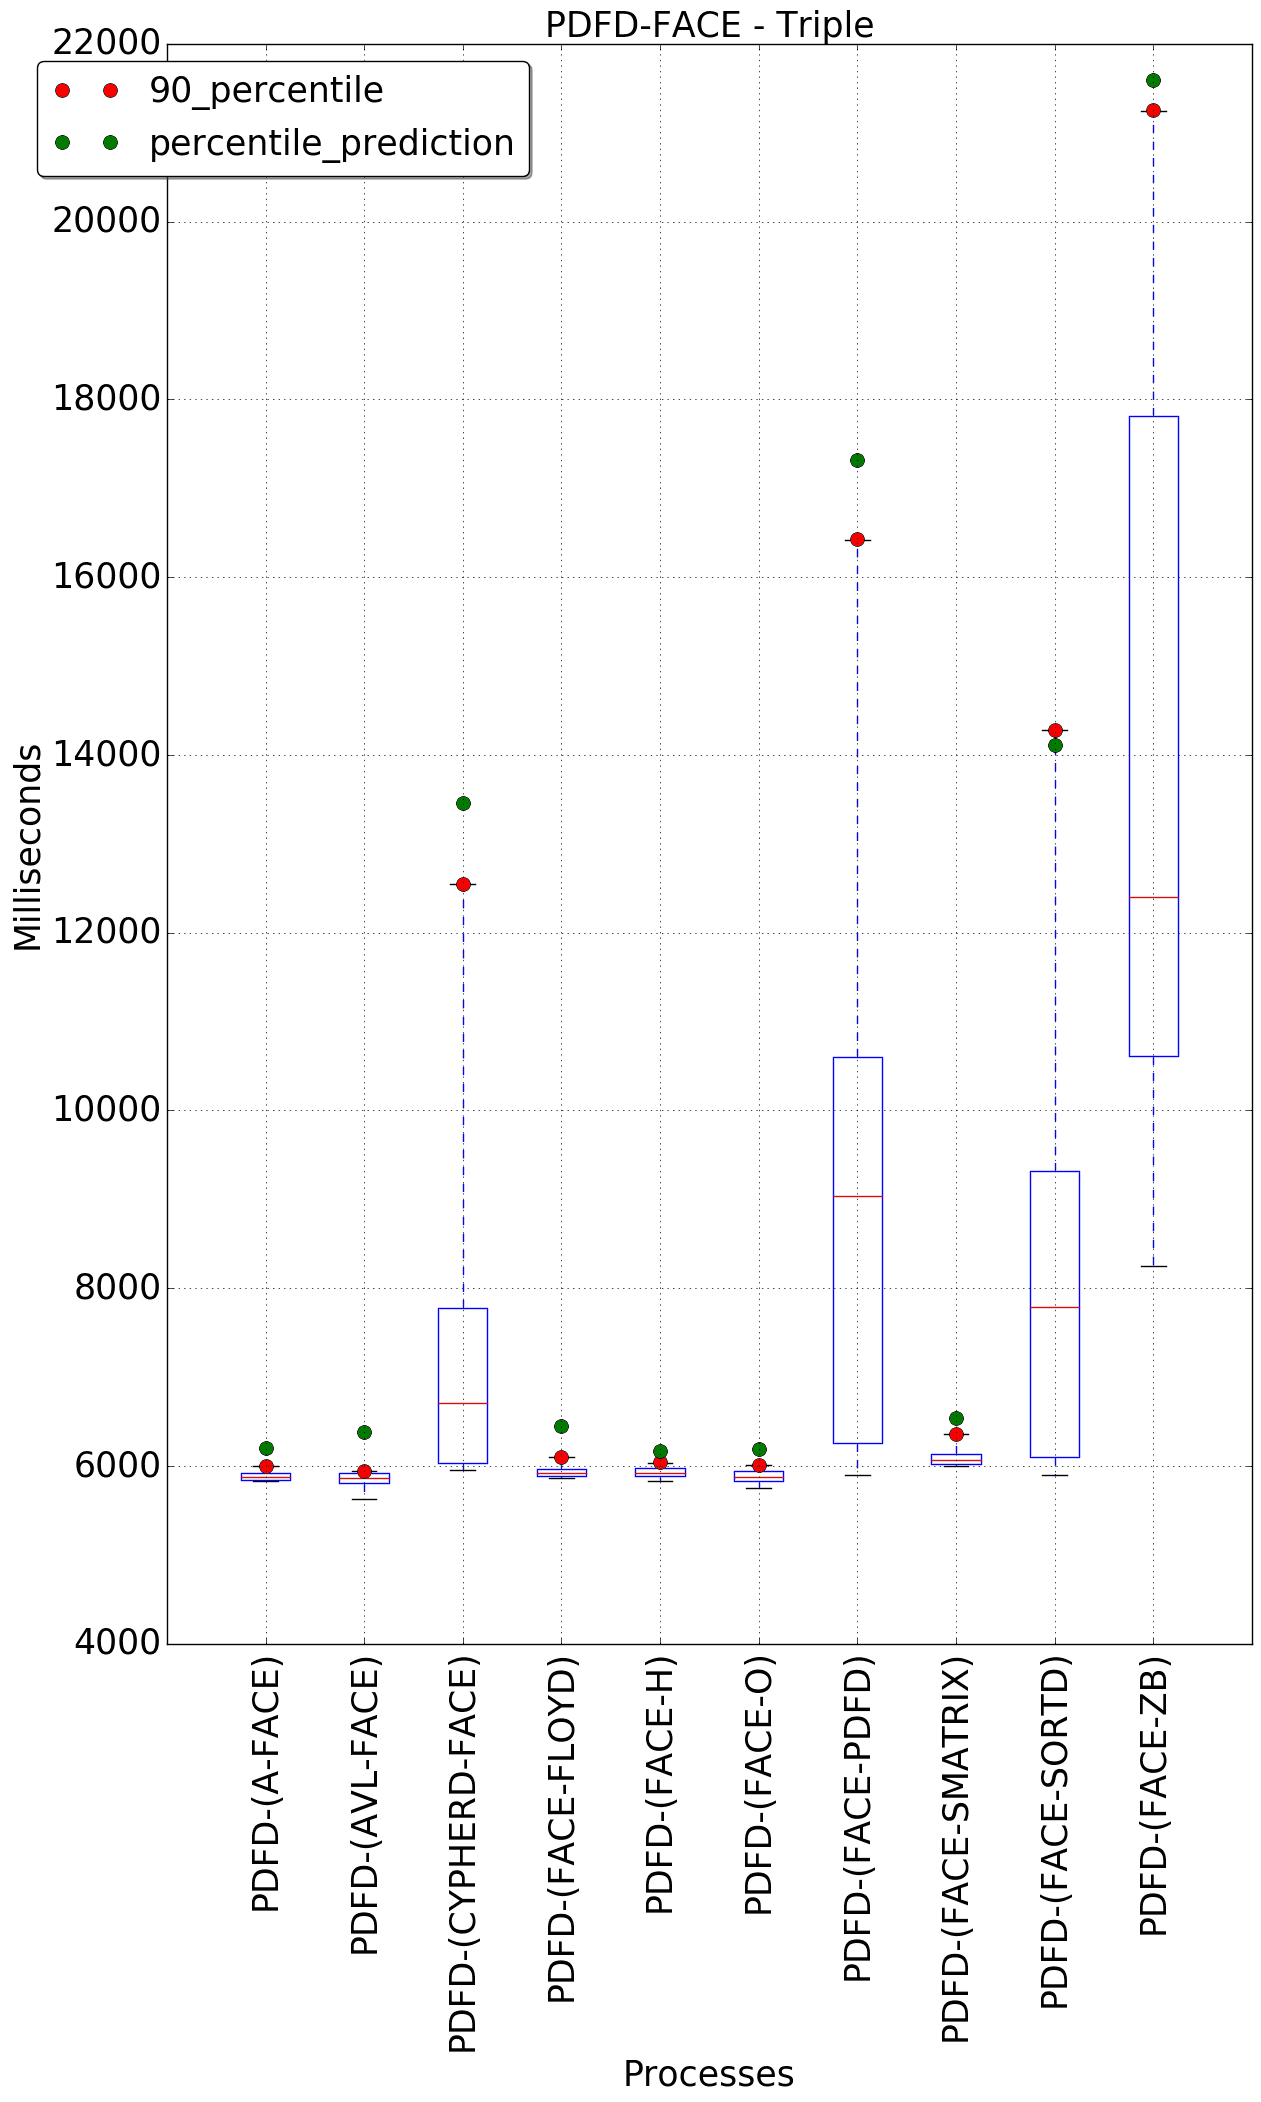 PDFD-FACE - Triple
22000
90_percentile
percentile_prediction
20000
18000
16000
14000
12000
10000
8000
6000
4000
Milliseconds
PDFD-(A-FACE)
PDFD-(AVL-FACE)
PDFD-(CYPHERD-FACE)
PDFD-(FACE-FLOYD)
PDFD-(FACE-H)
PDFD-(FACE-O)
PDFD-(FACE-PDFD)
PDFD-(FACE-SMATRIX)
PDFD-(FACE-SORTD)
PDFD-(FACE-ZB)
Processes